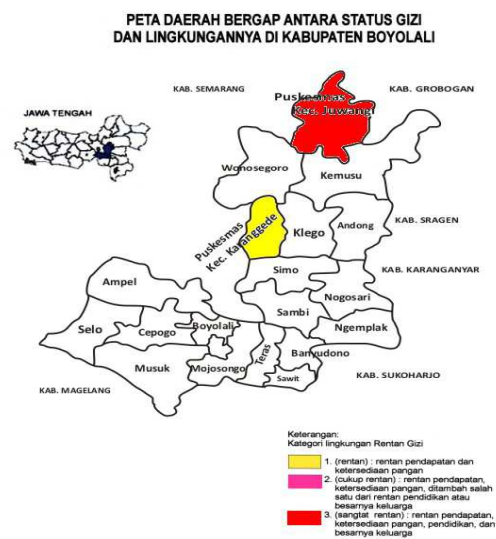 PETA DAERAH BERGAP ANTARA STATUS GIZI
DAN LINGKUNGANNYA DI KABUPATEN BOYOLALI
KAB. SEMARANG
KAB. GROBOGAN
JAWA TENGAH
Puskesmas
Kec. Juwangi
Wonosegoro
Kemusu
Puskesmas
Kec. Karanggede
Klego
Andong
KAB. SRAGEN
Simo
KAB. KARANGANYAR
Ampel
Nogosari
Sambi
Selo
Cepogo
Boyolali
Ngemplak
Teras
Banyudono
Musuk
Mojosongo
Sawit
KAB. SUKOHARJO
KAB. MAGELANG
Keterangan:
Kategori lingkungan Rentan Gizi
1. (rentan) : rentan pendapatan dan
ketersediaan pangan
2. (cukup rentan) : rentan pendapatan,
ketersediaan pangan, ditambah salah
satu dari rentan pendidikan atau
besarnya keluarga
3. (sangtat rentan) : rentan pendapatan,
ketersediaan pangan, pendidikan, dan
besarnya keluarga